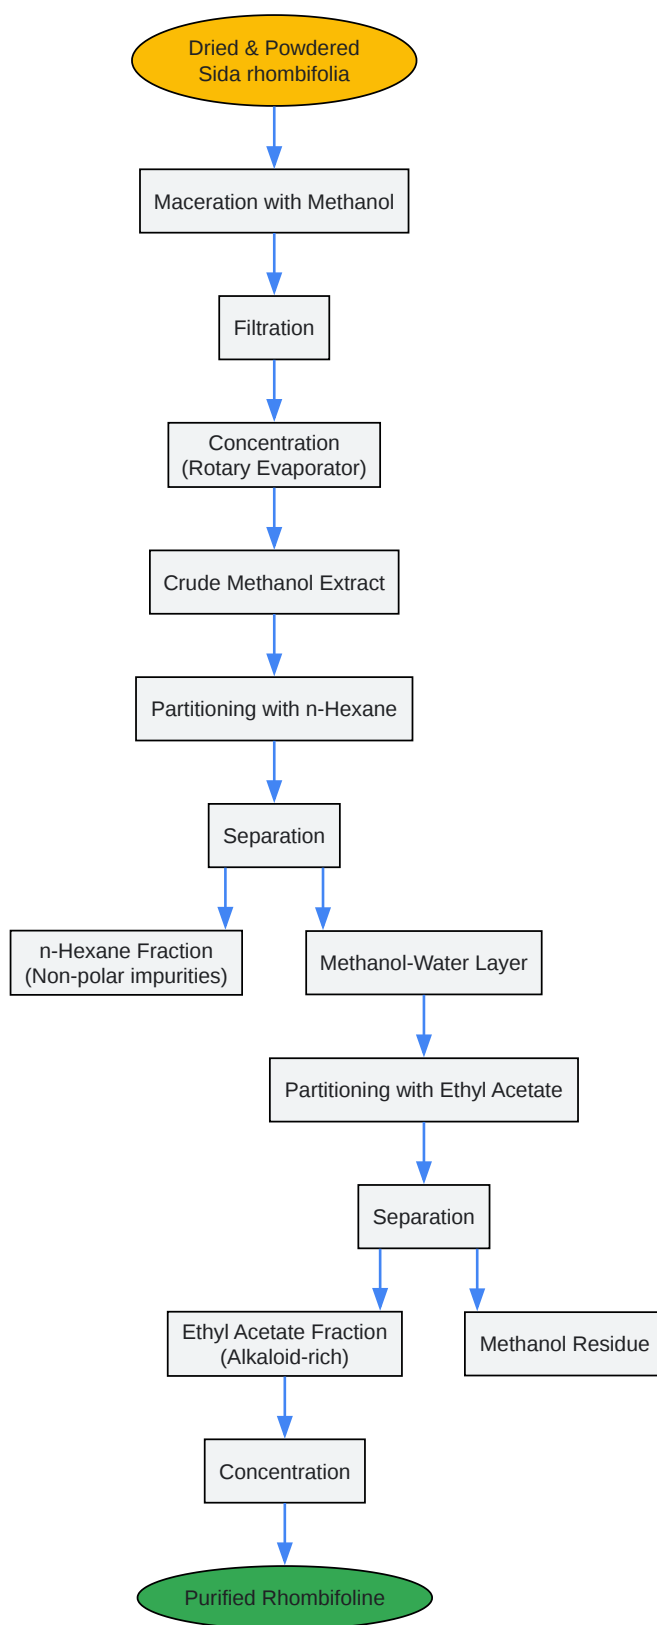 Dried & Powdered
Sida rhombifolia
Maceration with Methanol
Filtration
Concentration
(Rotary Evaporator)
Crude Methanol Extract
Partitioning with n-Hexane
Separation
n-Hexane Fraction
(Non-polar impurities)
Methanol-Water Layer
Partitioning with Ethyl Acetate
Separation
Ethyl Acetate Fraction
(Alkaloid-rich)
Methanol Residue
Concentration
Purified Rhombifoline